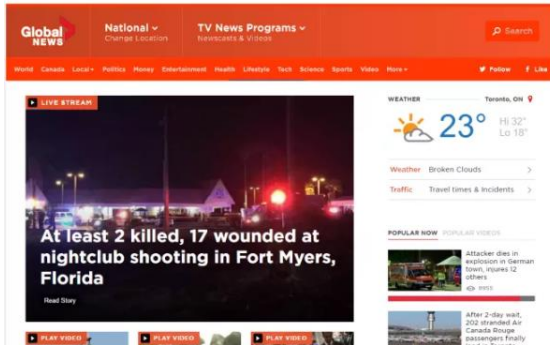 Global
NEWS
National
Change Location
TV News Programs
Newscasts & Videos
Search
World Canada Local Politics Money Entertainment Health Lifestyle Tech Science Sports Video More
Follow
Like
LIVE STREAM
At least 2 killed, 17 wounded at
nightclub shooting in Fort Myers,
Florida
Read Story
PLAY VIDEO
PLAY VIDEO
PLAY VIDEO
WEATHER
Toronto, ON
23°
Hi 32°
Lo 18°
Weather Broken Clouds
Traffic Travel times & Incidents
POPULAR NOW POPULAR VIDEOS
Attacker dies in
explosion in German
town, injures 12
others
After 2-day wait,
202 stranded Air
Canada Rouge
passengers finally